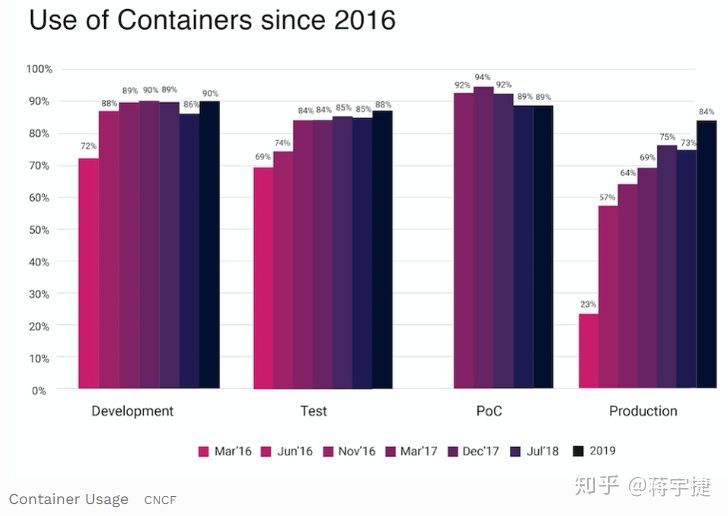 Use of Containers since 2016
100%
90%
80%
70%
60%
50%
40%
30%
20%
10%
0%
72% 88% 89% 90% 89% 86% 90%
69% 74% 84% 84% 85% 85% 88%
92% 94% 92% 89% 89%
23% 57% 64% 69% 75% 73% 84%
Development Test PoC Production
Mar'16 Jun'16 Nov'16 Mar'17 Dec'17 Jul'18 2019
Container Usage CNCF
知乎 @蒋宇捷